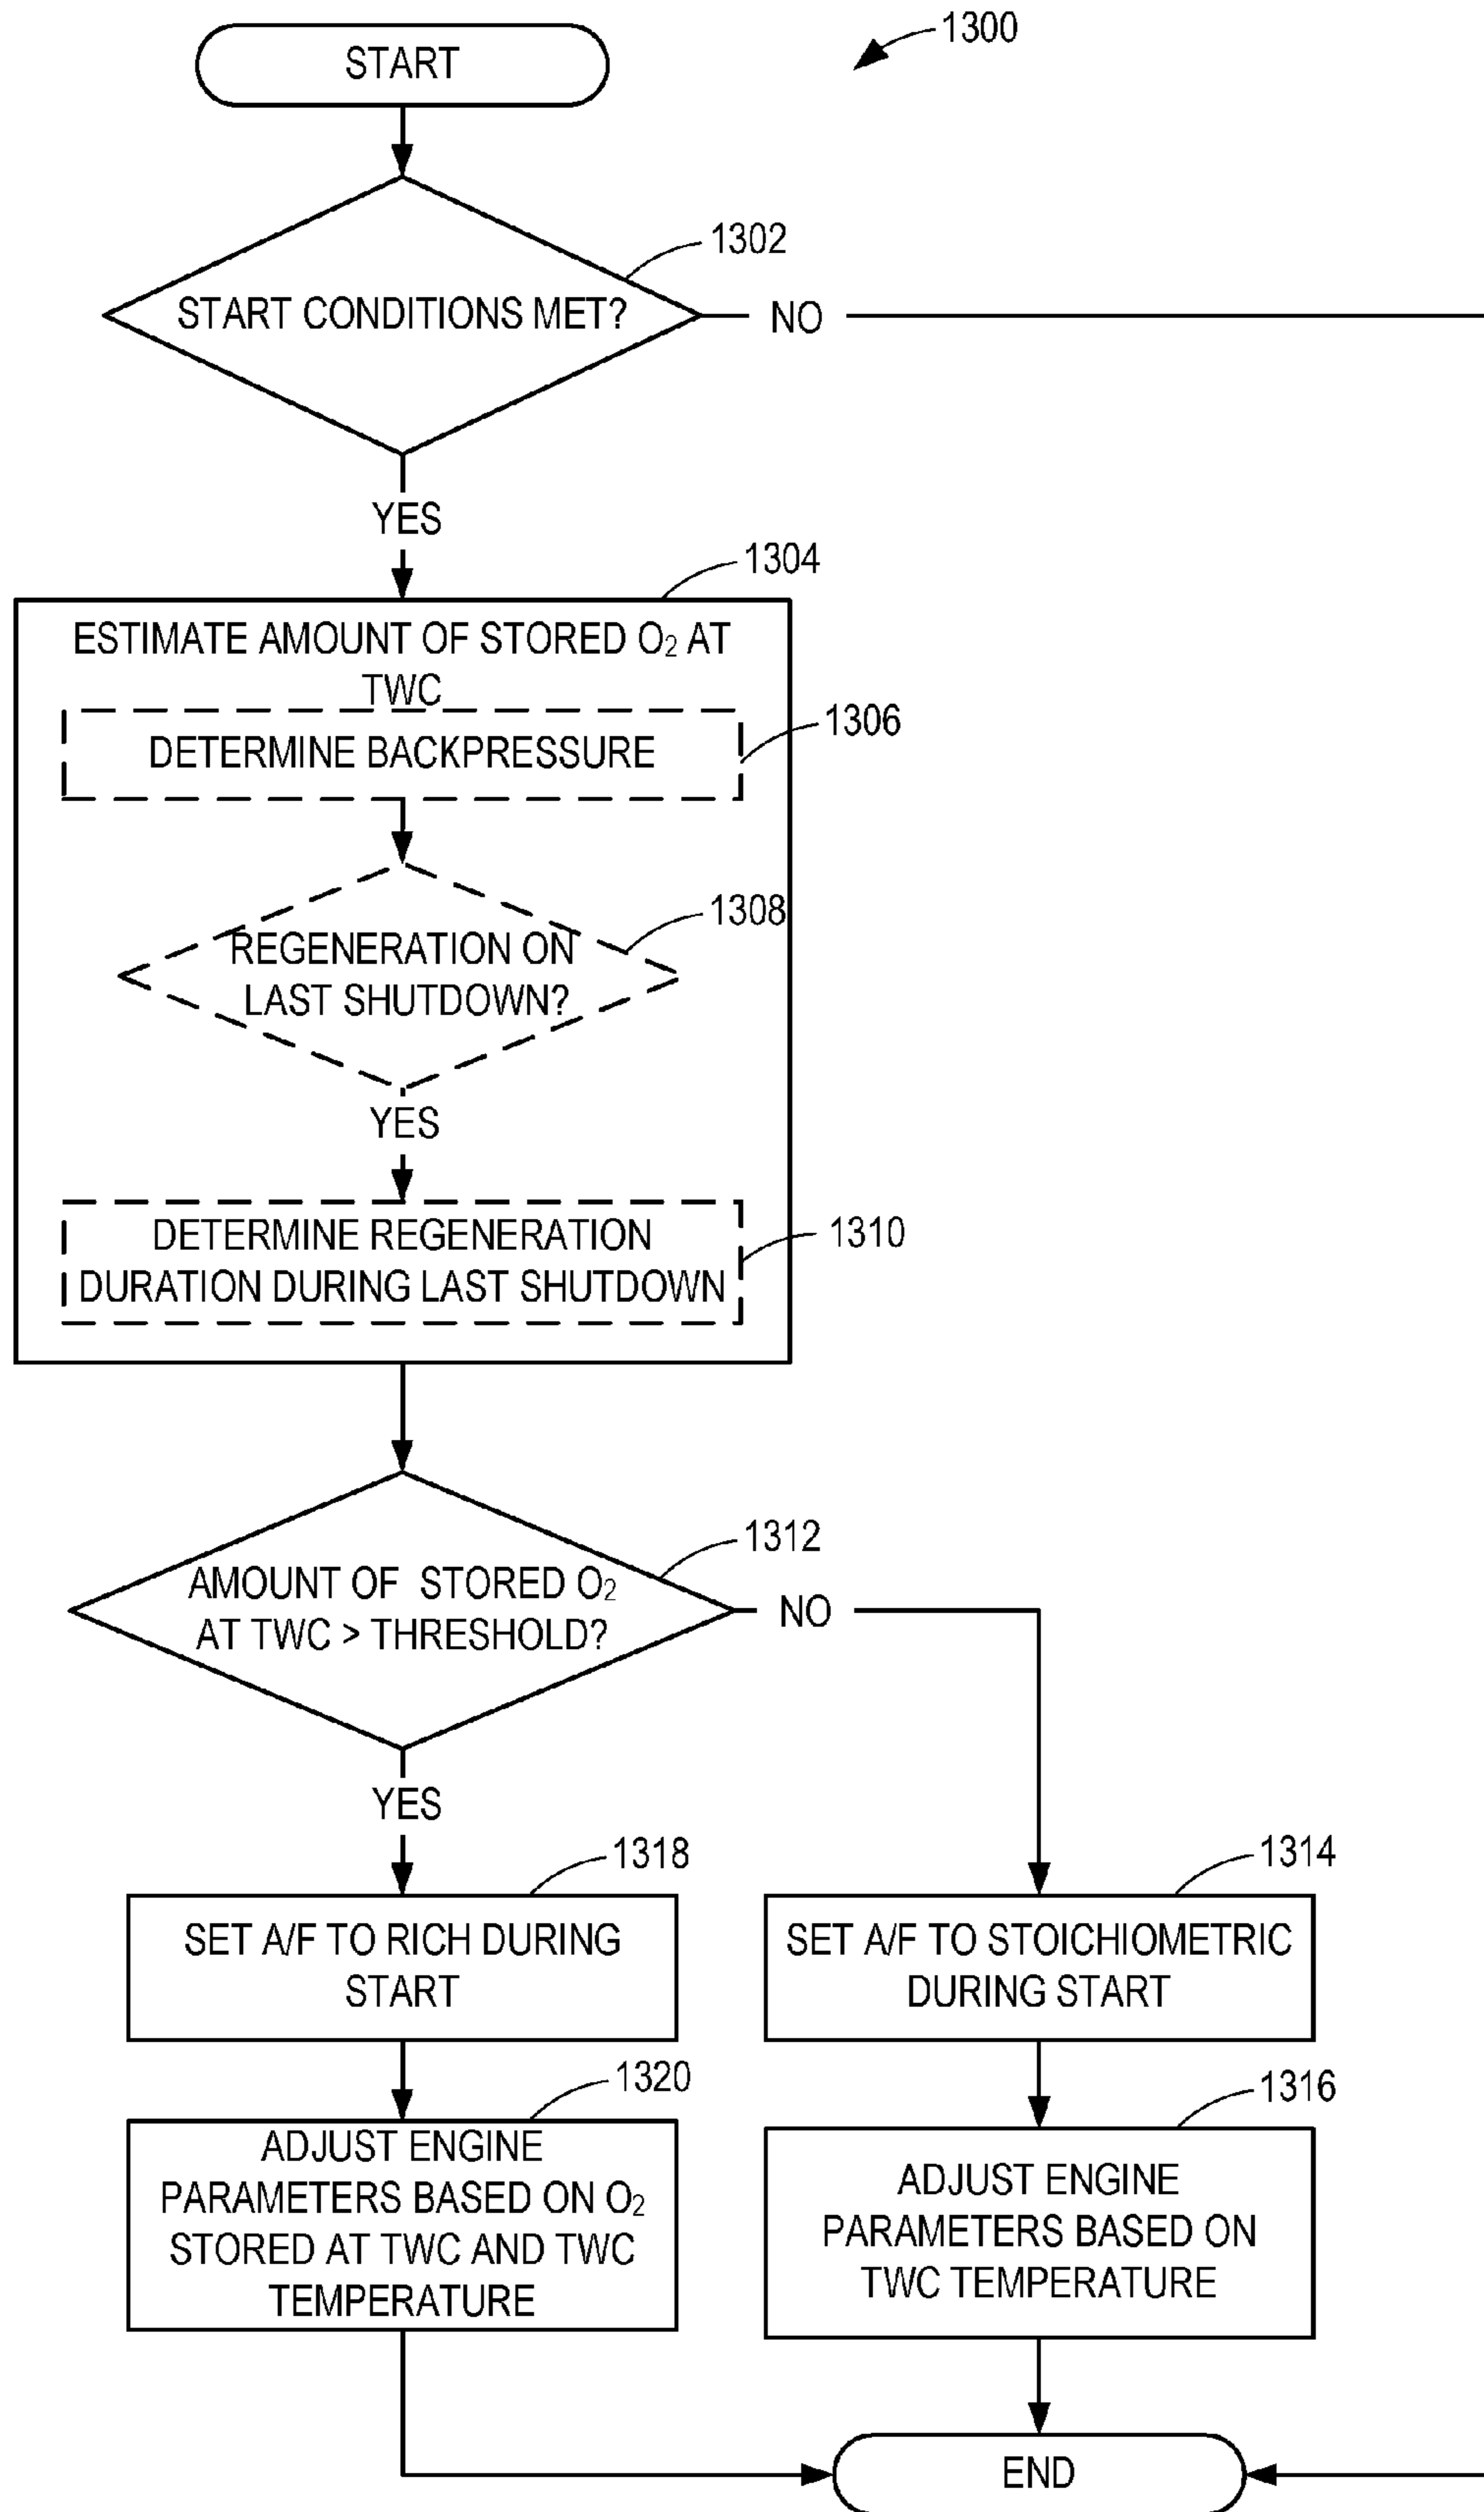 1300
START
1302
START CONDITIONS MET?
NO
YES
1304
ESTIMATE AMOUNT OF STORED O₂ AT
TWC
1306
DETERMINE BACKPRESSURE
1308
REGENERATION ON
LAST SHUTDOWN?
YES
1310
DETERMINE REGENERATION
DURATION DURING LAST SHUTDOWN
1312
AMOUNT OF STORED O₂
AT TWC > THRESHOLD?
NO
YES
1318
SET A/F TO RICH DURING
START
1314
SET A/F TO STOICHIOMETRIC
DURING START
1320
ADJUST ENGINE
PARAMETERS BASED ON O₂
STORED AT TWC AND TWC
TEMPERATURE
1316
ADJUST ENGINE
PARAMETERS BASED ON
TWC TEMPERATURE
END